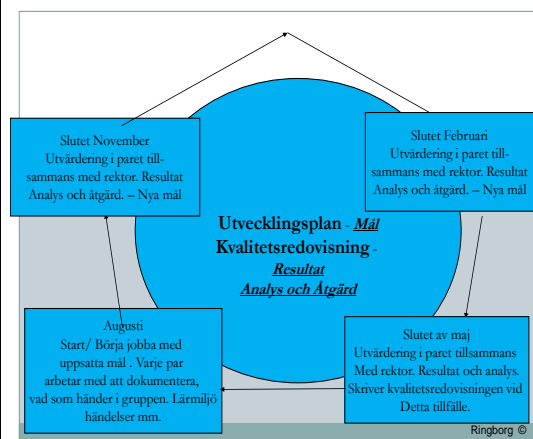 Slutet November
Utvärdering i paret till-
sammans med rektor. Resultat
Analys och åtgärd. – Nya mål
Slutet Februari
Utvärdering i paret till-
sammans med rektor. Resultat
Analys och åtgärd. – Nya mål
Utvecklingsplan - Mål
Kvalitetsredovisning -
Resultat
Analys och Åtgärd
Augusti
Start/ Börja jobba med
uppsatta mål . Varje par
arbetar med att dokumentera,
vad som händer i gruppen. Lärmiljö
händelser mm.
Slutet av maj
Utvärdering i paret tillsammans
Med rektor. Resultat och analys.
Skriver kvalitetsredovisningen vid
Detta tillfälle.
Ringborg ©